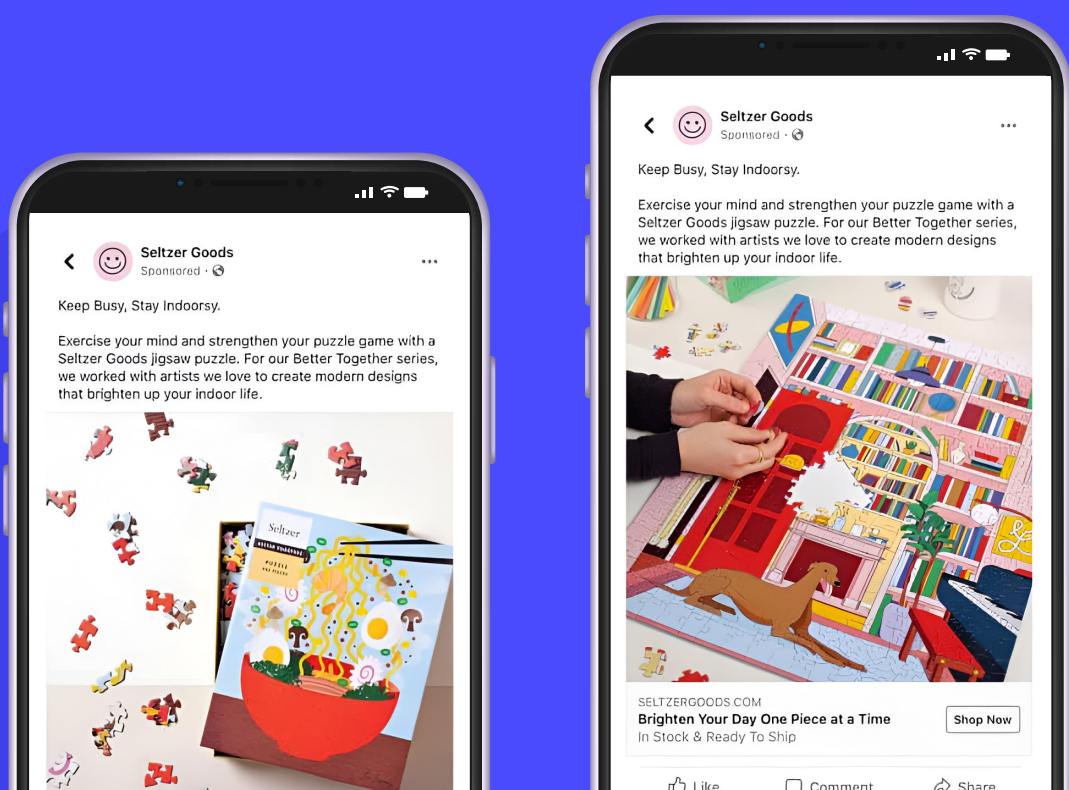 Seltzer Goods
Sponsored ·
Keep Busy, Stay Indoorsy.
Exercise your mind and strengthen your puzzle game with a
Seltzer Goods jigsaw puzzle. For our Better Together series,
we worked with artists we love to create modern designs
that brighten up your indoor life.
Seltzer
PUZZLE
Seltzer Goods
Sponsored ·
Keep Busy, Stay Indoorsy.
Exercise your mind and strengthen your puzzle game with a
Seltzer Goods jigsaw puzzle. For our Better Together series,
we worked with artists we love to create modern designs
that brighten up your indoor life.
SELTZERGOODS.COM
Brighten Your Day One Piece at a Time
In Stock & Ready To Ship
Shop Now
Like
Comment
Share